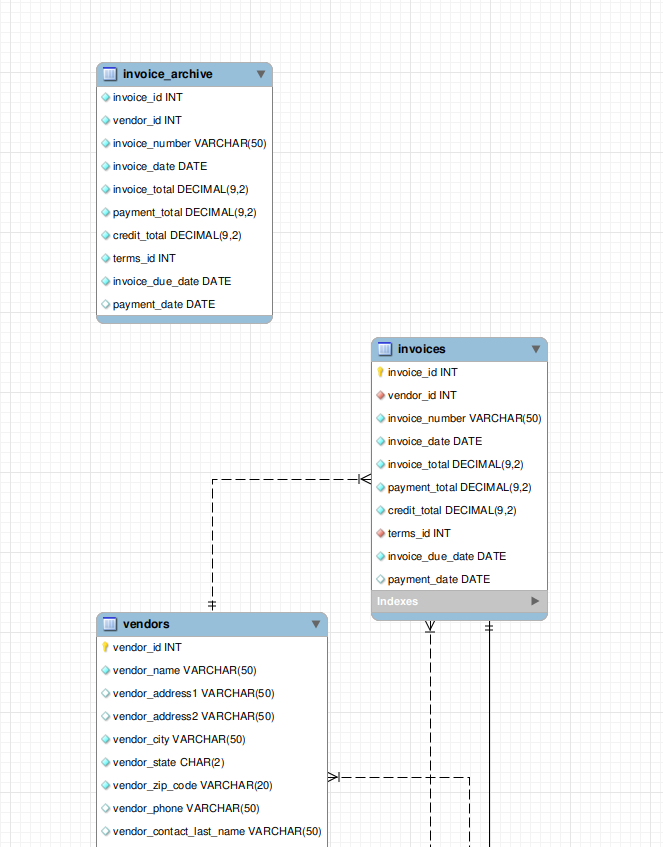 invoice_archive
invoice_id INT
vendor_id INT
invoice_number VARCHAR(50)
invoice_date DATE
invoice_total DECIMAL(9,2)
payment_total DECIMAL(9,2)
credit_total DECIMAL(9,2)
terms_id INT
invoice_due_date DATE
payment_date DATE
invoices
invoice_id INT
vendor_id INT
invoice_number VARCHAR(50)
invoice_date DATE
invoice_total DECIMAL(9,2)
payment_total DECIMAL(9,2)
credit_total DECIMAL(9,2)
terms_id INT
invoice_due_date DATE
payment_date DATE
Indexes
vendors
vendor_id INT
vendor_name VARCHAR(50)
vendor_address1 VARCHAR(50)
vendor_address2 VARCHAR(50)
vendor_city VARCHAR(50)
vendor_state CHAR(2)
vendor_zip_code VARCHAR(20)
vendor_phone VARCHAR(50)
vendor_contact_last_name VARCHAR(50)